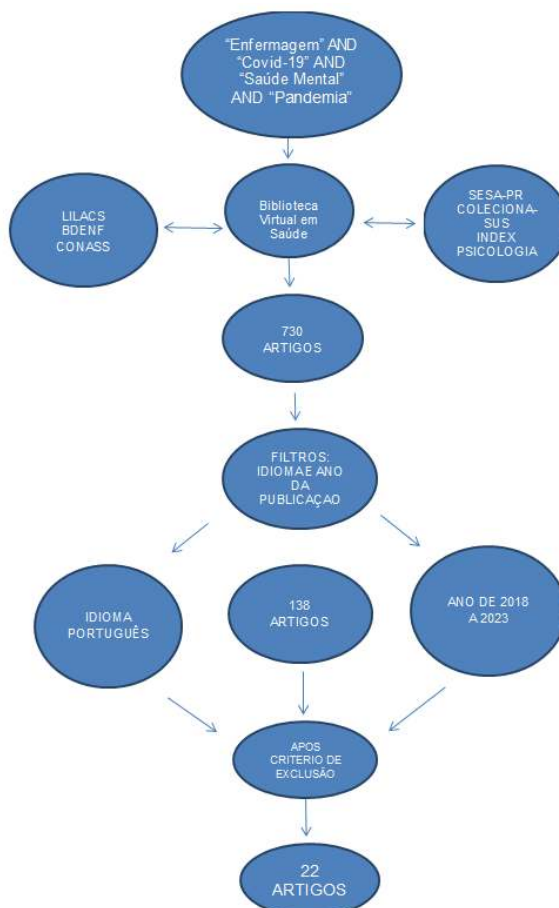 “Enfermagem” AND
“Covid-19” AND
“Saúde Mental”
AND “Pandemia”
LILACS
BDENF
CONASS
Biblioteca
Virtual em
Saúde
SESA-PR
COLECIONA-
SUS
INDEX
PSICOLOGIA
730
ARTIGOS
FILTROS:
IDIOMA E ANO
DA
PUBLICAÇAO
IDIOMA
PORTUGUÊS
138
ARTIGOS
ANO DE 2018
A 2023
APOS
CRITERIO DE
EXCLUSÃO
22
ARTIGOS